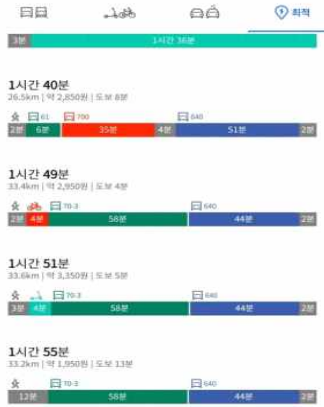 최적
3분 1시간 36분
1시간 40분
26.5km | 약 2,850원 | 도보 8분
61 700 640
2분 6분 35분 4분 51분 2분
1시간 49분
33.4km | 약 2,950원 | 도보 4분
70-3 640
2분 4분 58분 44분 2분
1시간 51분
33.6km | 약 3,350원 | 도보 5분
70-3 640
3분 4분 58분 44분 2분
1시간 55분
33.2km | 약 1,950원 | 도보 13분
70-3 640
12분 58분 44분 2분